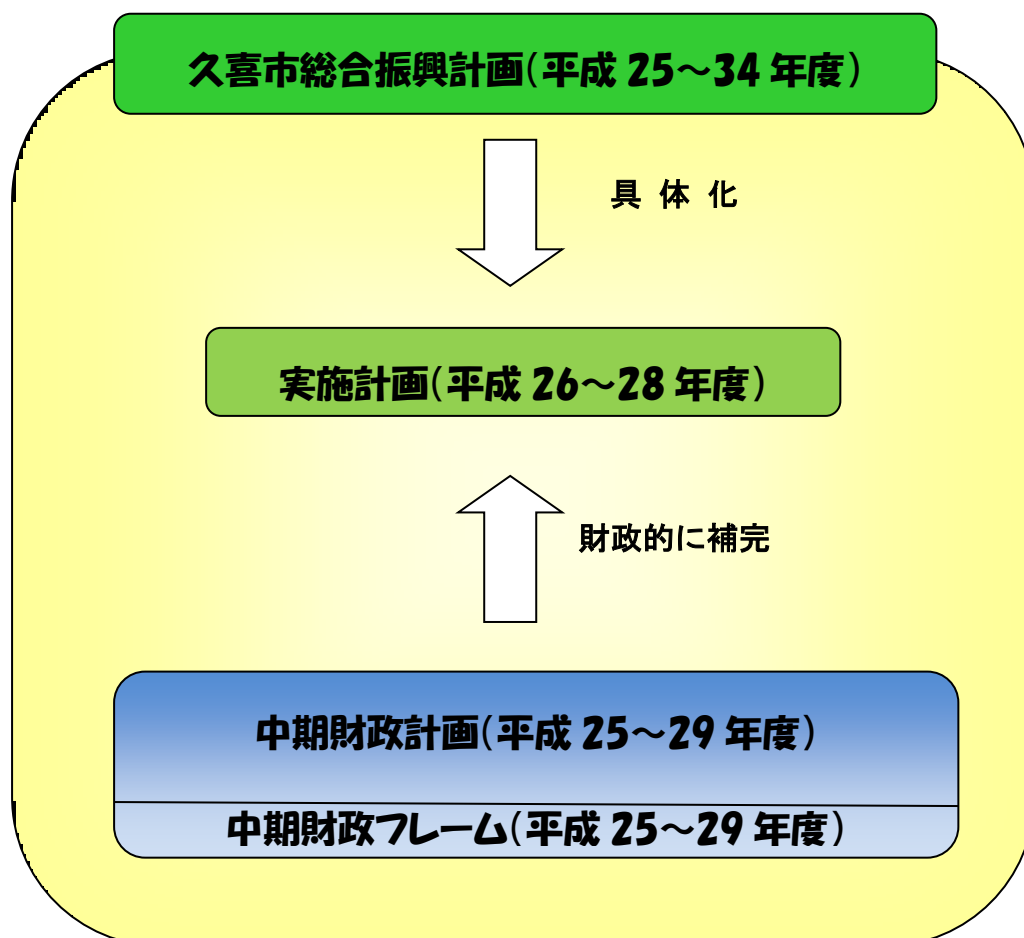 久喜市総合振興計画(平成 25～34 年度)
具 体 化
実施計画(平成 26～28 年度)
財政的に補完
中期財政計画(平成 25～29 年度)
中期財政フレーム(平成 25～29 年度)